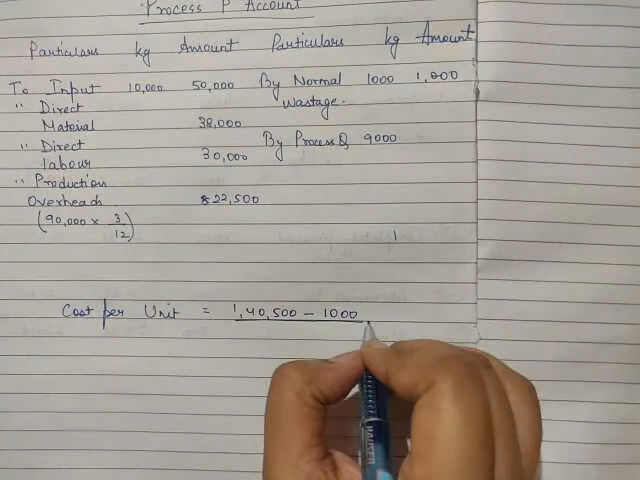 Process P Account
Particulars kg Amount Particulars kg Amount
To Input 10,000 50,000 By Normal 1000 1,000
" Direct Wastage.
Material 38,000
" Direct By Process Q 9000
labour 30,000
" Production
Overheads 22,500
(90,000 x 3/12)
Cost per Unit = 1,40,500 - 1000